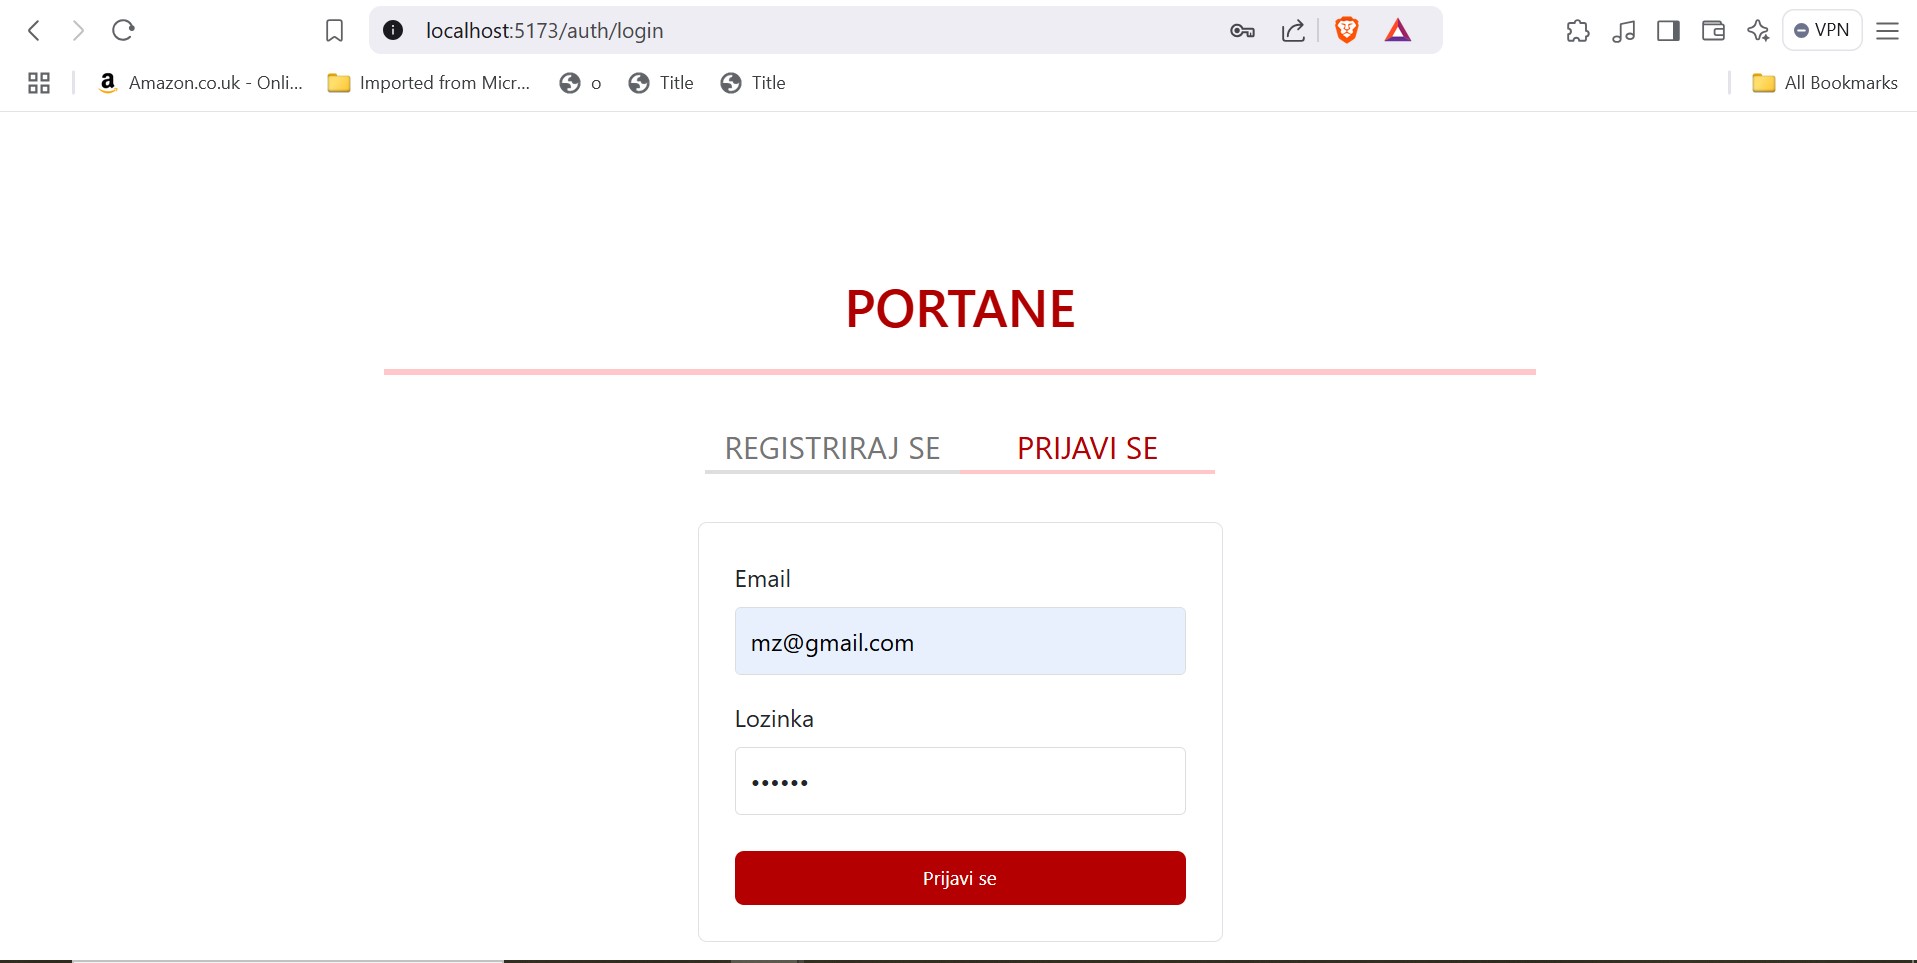 localhost:5173/auth/login
VPN
Amazon.co.uk - Onli...
Imported from Micr...
o
Title
Title
All Bookmarks
PORTANE
REGISTRIRAJ SE
PRIJAVI SE
Email
mz@gmail.com
Lozinka
••••••
Prijavi se